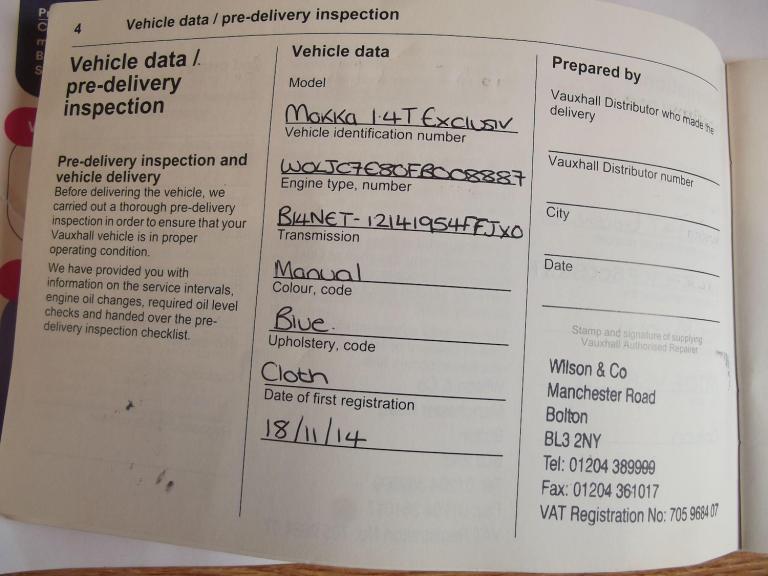 4
Vehicle data / pre-delivery inspection
Vehicle data /
pre-delivery
inspection
Pre-delivery inspection and
vehicle delivery
Before delivering the vehicle, we
carried out a thorough pre-delivery
inspection in order to ensure that your
Vauxhall vehicle is in proper
operating condition.
We have provided you with
information on the service intervals,
engine oil changes, required oil level
checks and handed over the pre-
delivery inspection checklist.
Vehicle data
Model
Mokka 1.4T Exclusiv
Vehicle identification number
W0LJC7E80FB008887
Engine type, number
B14NET-12141954FFJX0
Transmission
Manual
Colour, code
Blue.
Upholstery, code
Cloth
Date of first registration
18/11/14
Prepared by
Vauxhall Distributor who made the
delivery
Vauxhall Distributor number
City
Date
Stamp and signature of supplying
Vauxhall Authorised Repairer
Wilson & Co
Manchester Road
Bolton
BL3 2NY
Tel: 01204 389999
Fax: 01204 361017
VAT Registration No: 705 9684 07